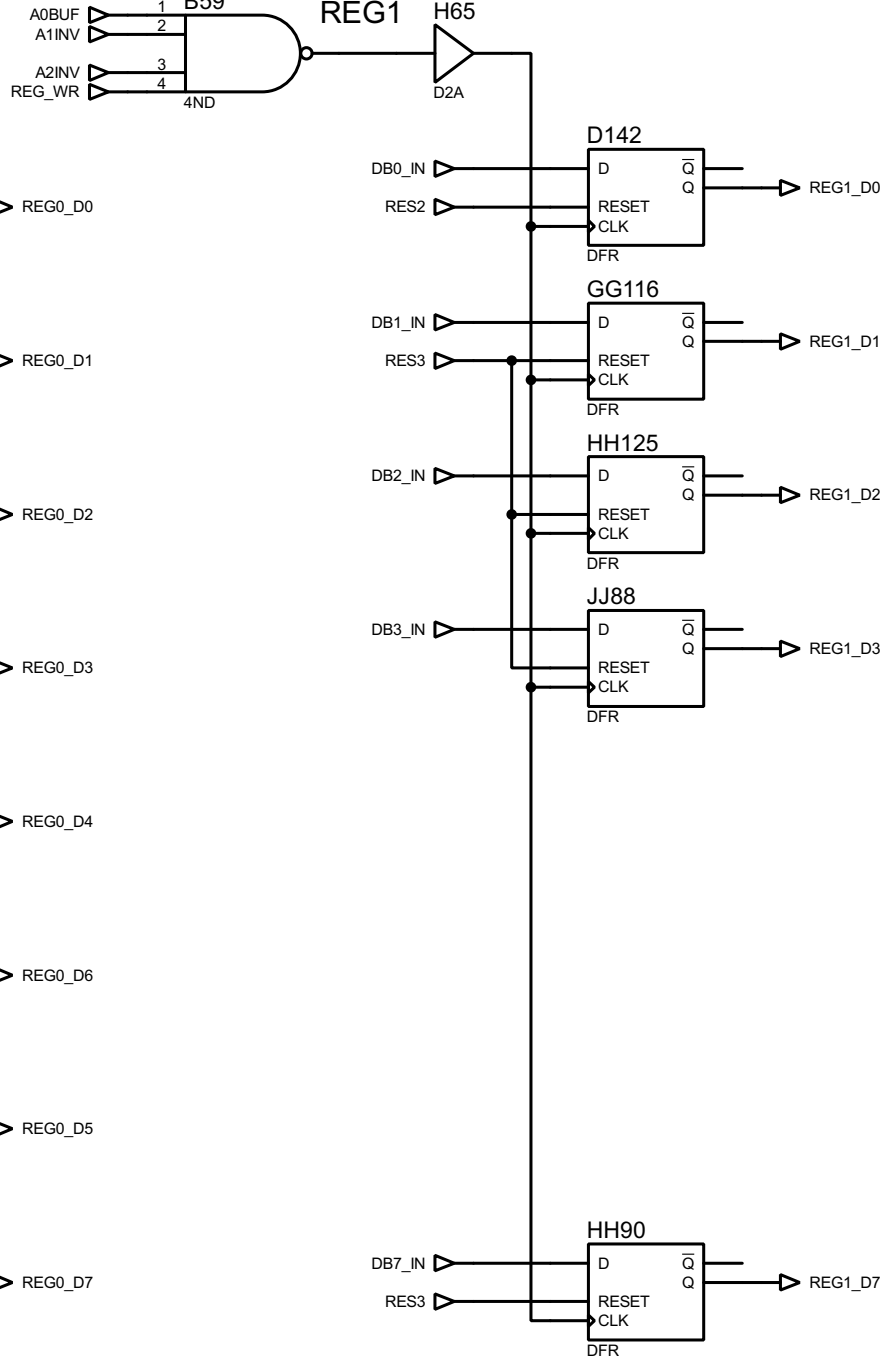 B59
REG1
H65
A0BUF
1
A1INV
2
A2INV
3
REG_WR
4
4ND
D2A
D142
DB0_IN
D
Q
Q
REG1_D0
RES2
RESET
CLK
DFR
REG0_D0
GG116
DB1_IN
D
Q
Q
REG1_D1
RES3
RESET
CLK
DFR
REG0_D1
HH125
DB2_IN
D
Q
Q
REG1_D2
RESET
CLK
DFR
REG0_D2
JJ88
DB3_IN
D
Q
Q
REG1_D3
RESET
CLK
DFR
REG0_D3
REG0_D4
REG0_D6
REG0_D5
HH90
DB7_IN
D
Q
Q
REG1_D7
RES3
RESET
CLK
DFR
REG0_D7